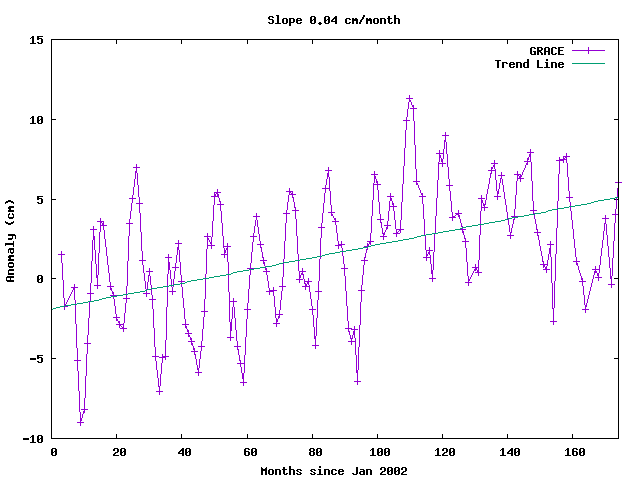 Slope 0.04 cm/month
15
GRACE
Trend Line
10
5
Anomaly (cm)
0
-5
-10
0 20 40 60 80 100 120 140 160
Months since Jan 2002